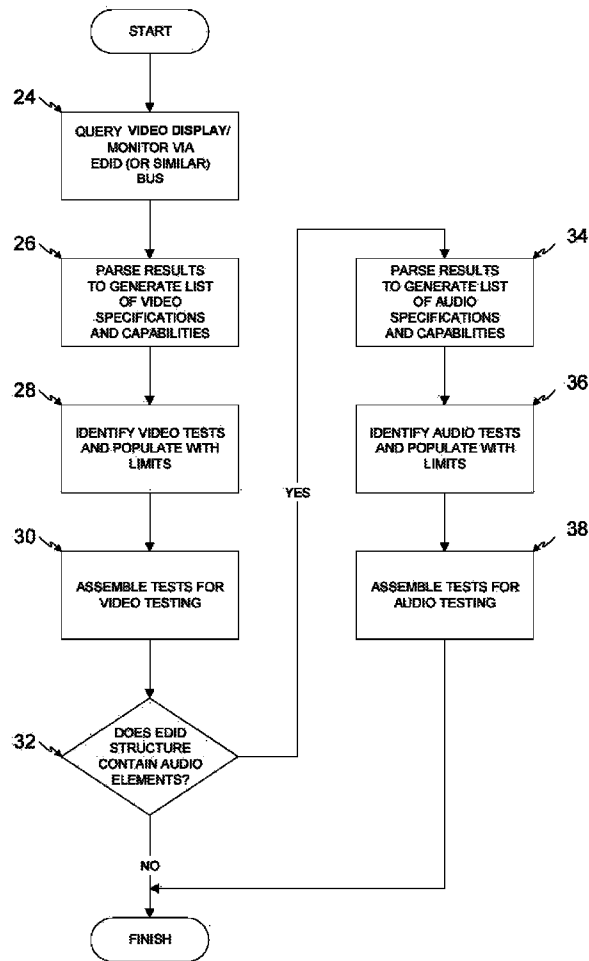 START
24
QUERY VIDEO DISPLAY/
MONITOR VIA
EDID (OR SIMILAR)
BUS
26
PARSE RESULTS
TO GENERATE LIST
OF VIDEO
SPECIFICATIONS
AND CAPABILITIES
28
IDENTIFY VIDEO TESTS
AND POPULATE WITH
LIMITS
30
ASSEMBLE TESTS FOR
VIDEO TESTING
32
DOES EDID
STRUCTURE
CONTAIN AUDIO
ELEMENTS?
YES
34
PARSE RESULTS
TO GENERATE LIST
OF AUDIO
SPECIFICATIONS
AND CAPABILITIES
36
IDENTIFY AUDIO TESTS
AND POPULATE WITH
LIMITS
38
ASSEMBLE TESTS FOR
AUDIO TESTING
NO
FINISH